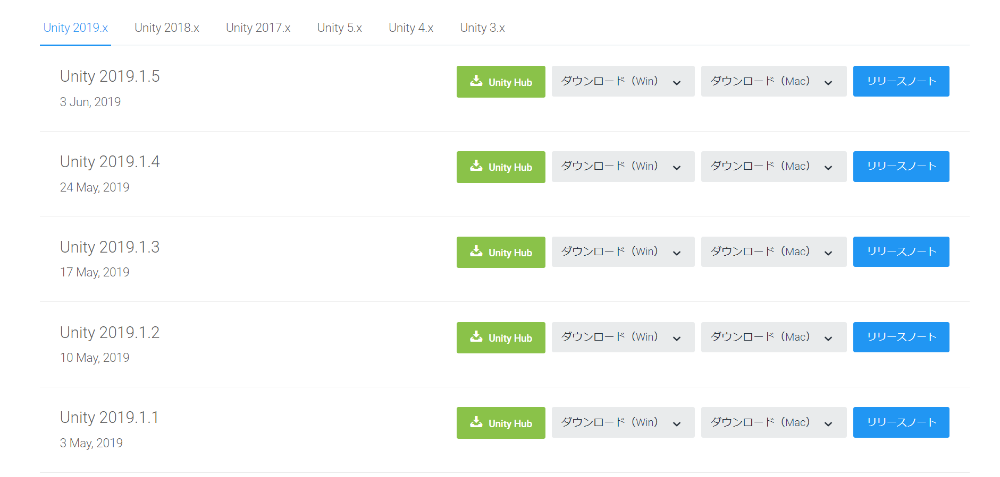 Unity 2019.x Unity 2018.x Unity 2017.x Unity 5.x Unity 4.x Unity 3.x
Unity 2019.1.5 Unity Hub ダウンロード（Win） ダウンロード（Mac） リリースノート
3 Jun, 2019
Unity 2019.1.4 Unity Hub ダウンロード（Win） ダウンロード（Mac） リリースノート
24 May, 2019
Unity 2019.1.3 Unity Hub ダウンロード（Win） ダウンロード（Mac） リリースノート
17 May, 2019
Unity 2019.1.2 Unity Hub ダウンロード（Win） ダウンロード（Mac） リリースノート
10 May, 2019
Unity 2019.1.1 Unity Hub ダウンロード（Win） ダウンロード（Mac） リリースノート
3 May, 2019